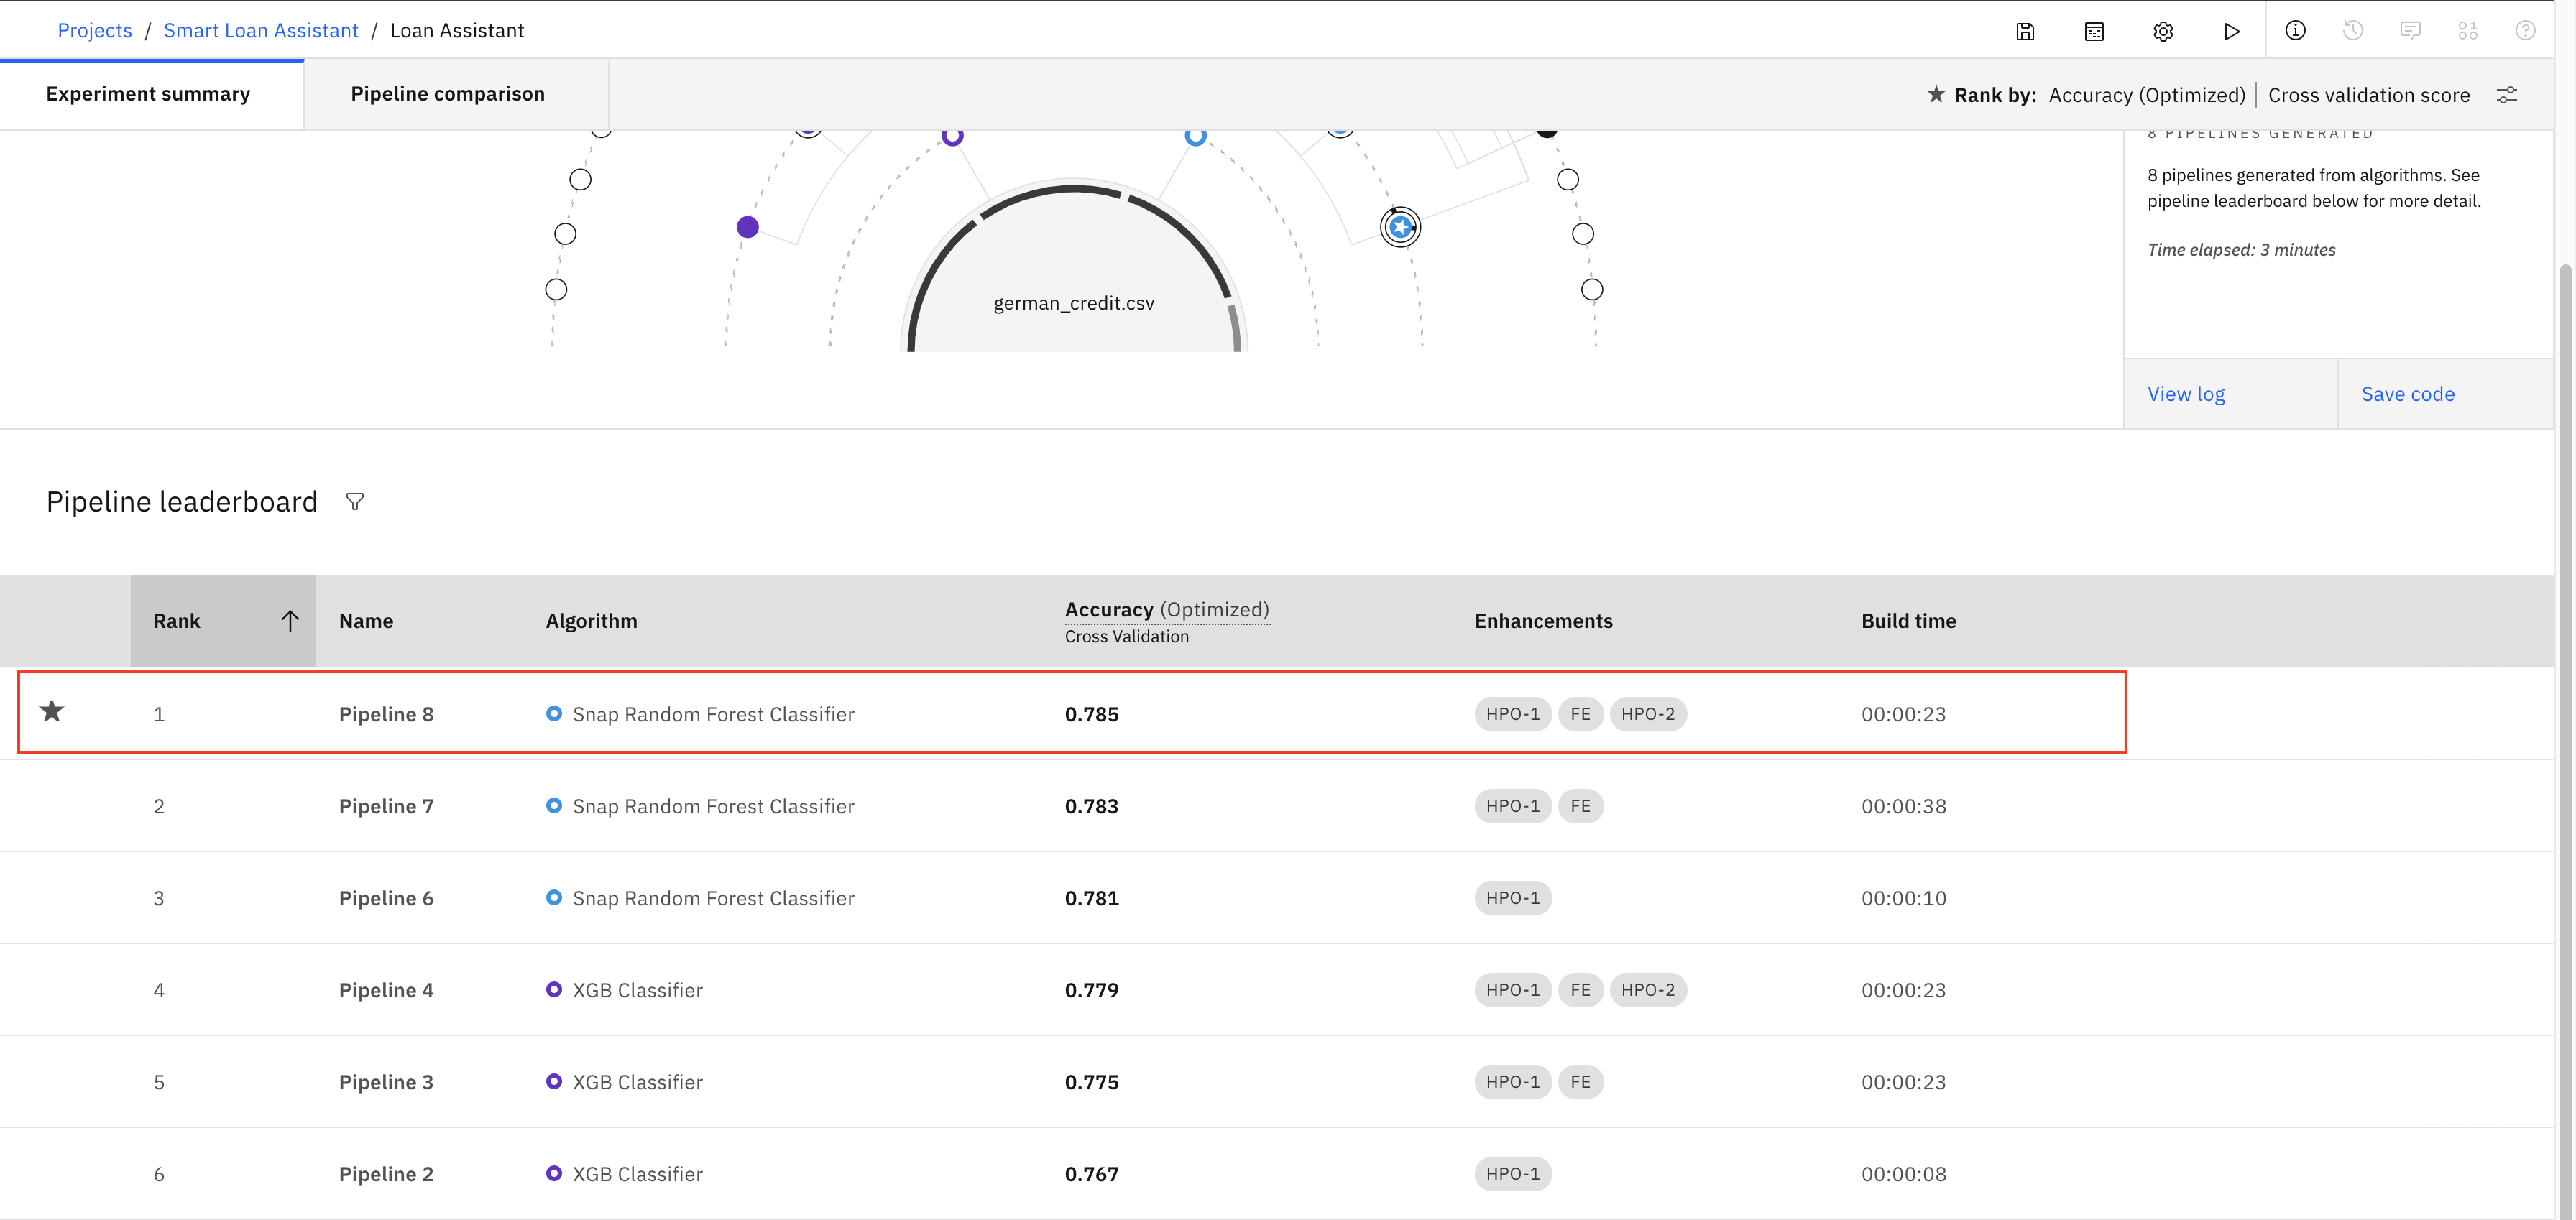 Projects / Smart Loan Assistant / Loan Assistant
Experiment summary
Pipeline comparison
Rank by: Accuracy (Optimized) | Cross validation score
8 PIPELINES GENERATED
8 pipelines generated from algorithms. See
pipeline leaderboard below for more detail.
Time elapsed: 3 minutes
german_credit.csv
View log
Save code
Pipeline leaderboard
Rank Name Algorithm Accuracy (Optimized) Enhancements Build time
Cross Validation
1 Pipeline 8 Snap Random Forest Classifier 0.785 HPO-1 FE HPO-2 00:00:23
2 Pipeline 7 Snap Random Forest Classifier 0.783 HPO-1 FE 00:00:38
3 Pipeline 6 Snap Random Forest Classifier 0.781 HPO-1 00:00:10
4 Pipeline 4 XGB Classifier 0.779 HPO-1 FE HPO-2 00:00:23
5 Pipeline 3 XGB Classifier 0.775 HPO-1 FE 00:00:23
6 Pipeline 2 XGB Classifier 0.767 HPO-1 00:00:08